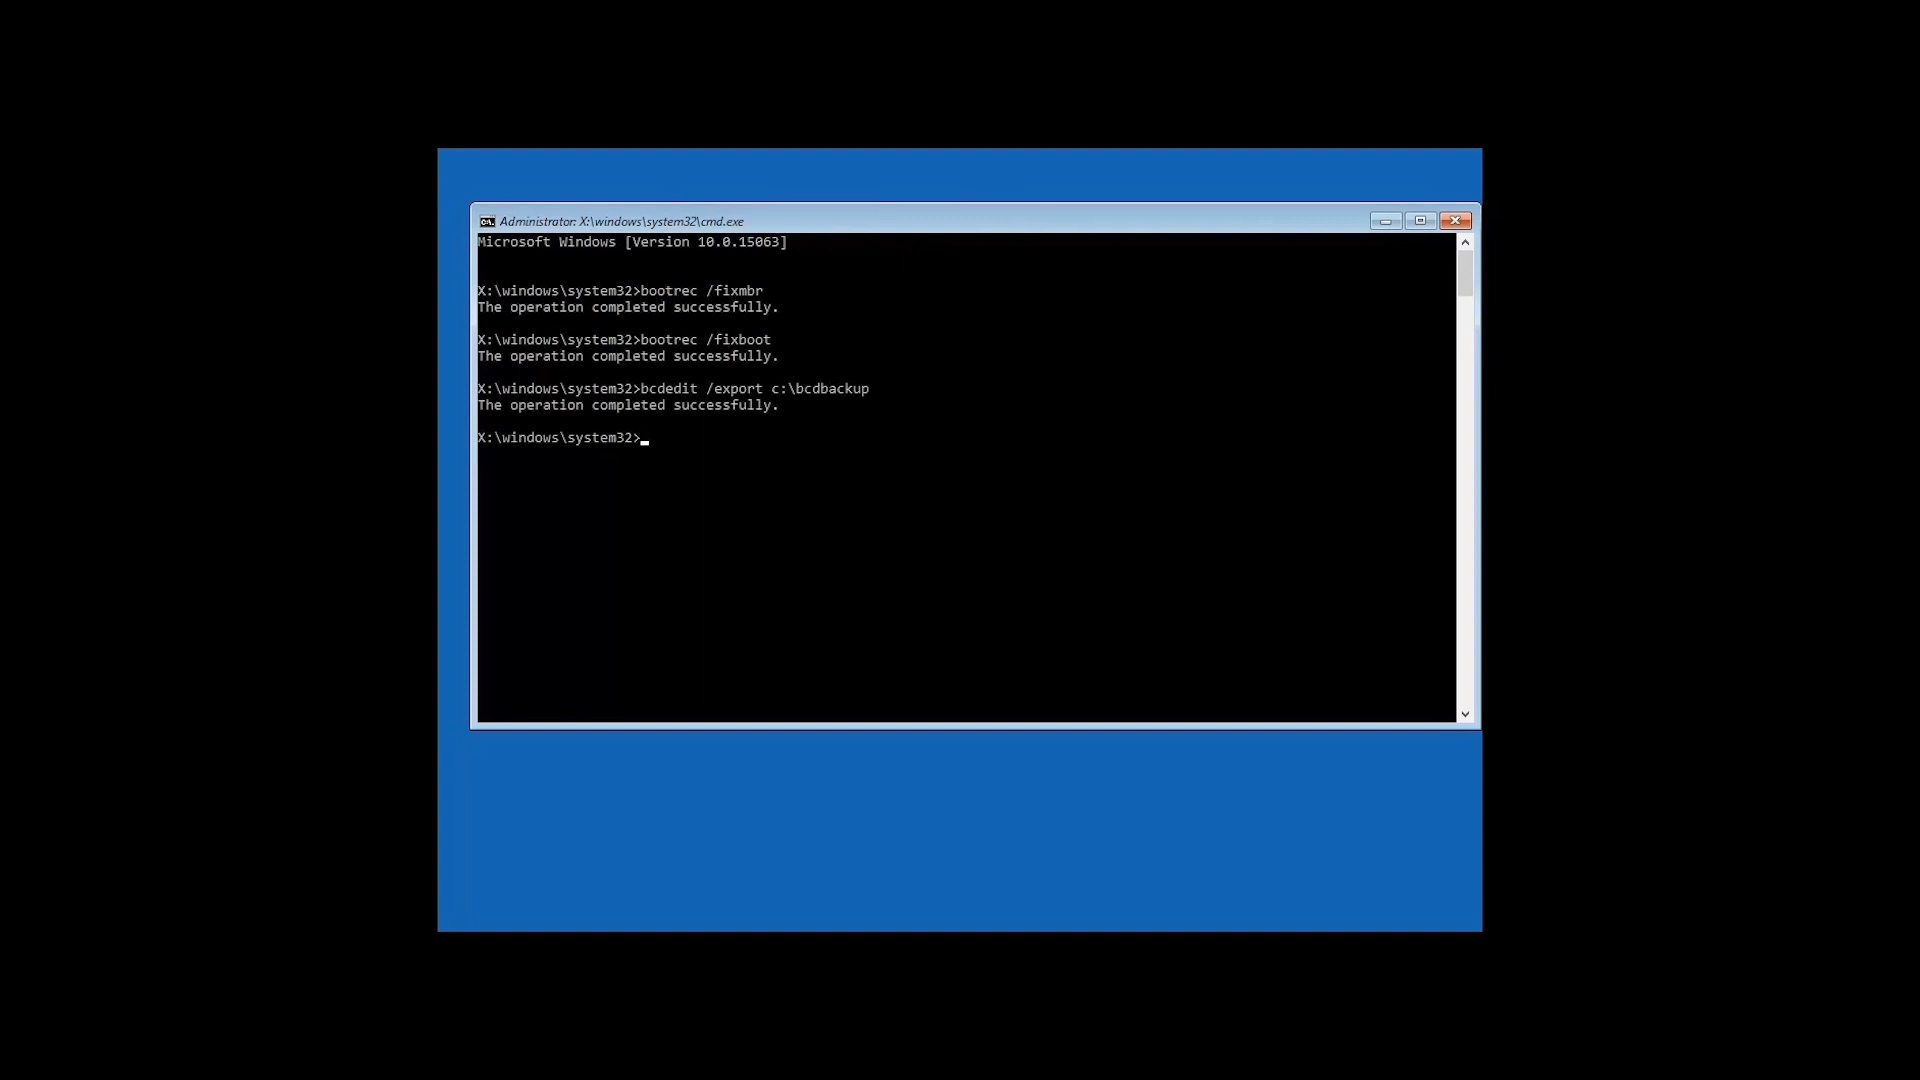 Administrator: X:\windows\system32\cmd.exe
Microsoft Windows [Version 10.0.15063]
X:\windows\system32>bootrec /fixmbr
The operation completed successfully.
X:\windows\system32>bootrec /fixboot
The operation completed successfully.
X:\windows\system32>bcdedit /export c:\bcdbackup
The operation completed successfully.
X:\windows\system32>